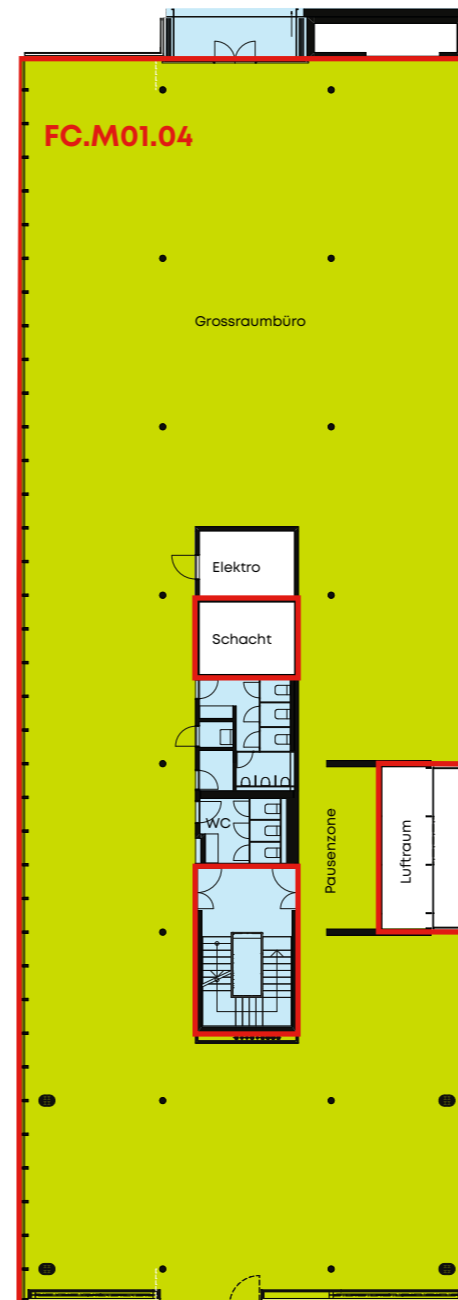 FC.M01.04
Grossraumbüro
Elektro
Schacht
WC
Pausenzone
Luftraum